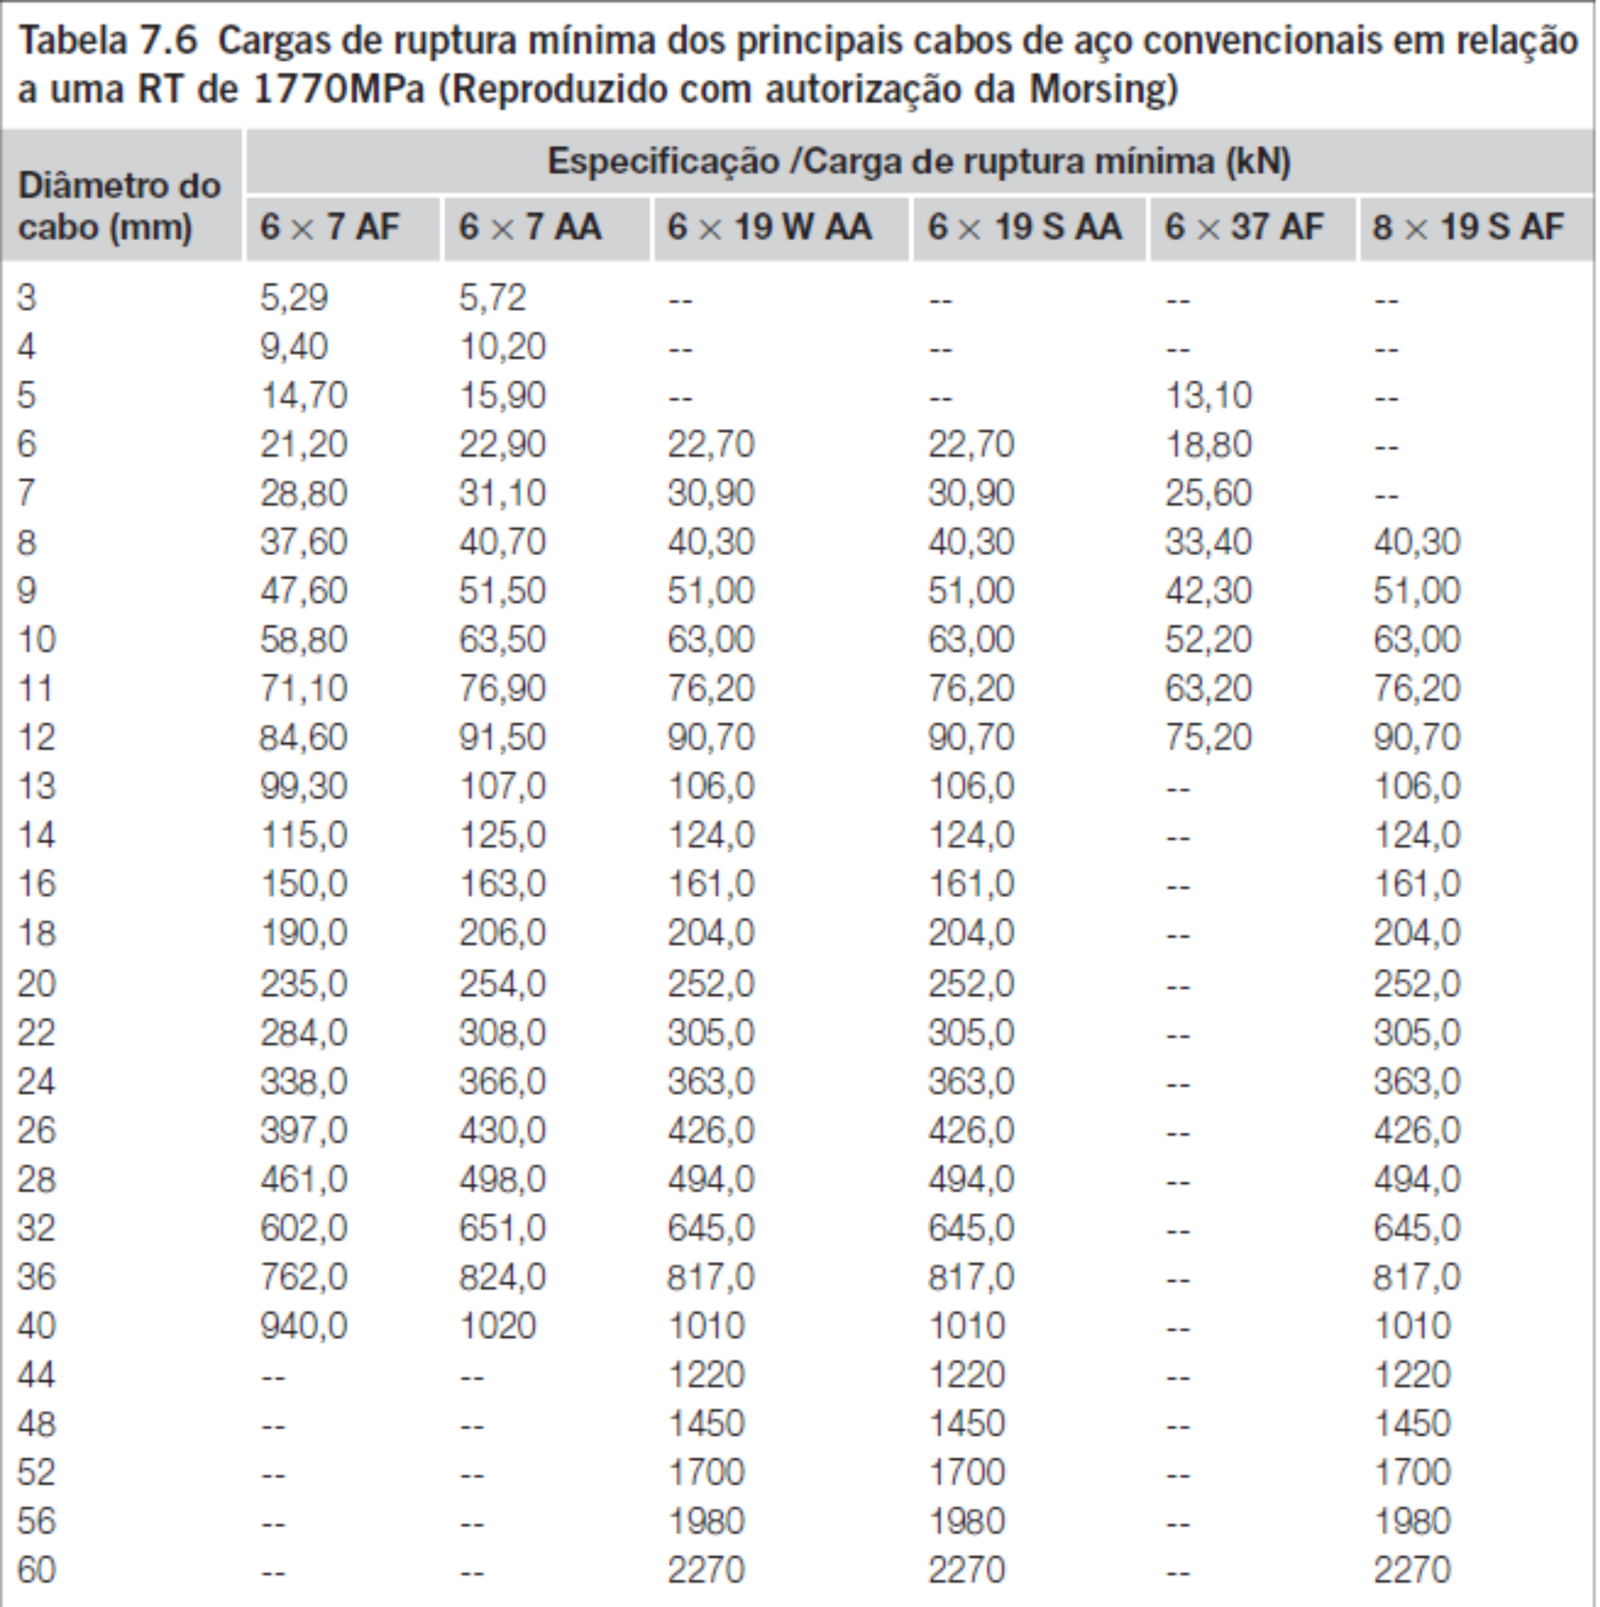 Tabela 7.6 Cargas de ruptura mínima dos principais cabos de aço convencionais em relação
a uma RT de 1770MPa (Reproduzido com autorização da Morsing)
Diâmetro do cabo (mm) Especificação /Carga de ruptura mínima (kN)
6 × 7 AF 6 × 7 AA 6 × 19 W AA 6 × 19 S AA 6 × 37 AF 8 × 19 S AF
3 5,29 5,72 -- -- -- --
4 9,40 10,20 -- -- -- --
5 14,70 15,90 -- -- 13,10 --
6 21,20 22,90 22,70 22,70 18,80 --
7 28,80 31,10 30,90 30,90 25,60 --
8 37,60 40,70 40,30 40,30 33,40 40,30
9 47,60 51,50 51,00 51,00 42,30 51,00
10 58,80 63,50 63,00 63,00 52,20 63,00
11 71,10 76,90 76,20 76,20 63,20 76,20
12 84,60 91,50 90,70 90,70 75,20 90,70
13 99,30 107,0 106,0 106,0 -- 106,0
14 115,0 125,0 124,0 124,0 -- 124,0
16 150,0 163,0 161,0 161,0 -- 161,0
18 190,0 206,0 204,0 204,0 -- 204,0
20 235,0 254,0 252,0 252,0 -- 252,0
22 284,0 308,0 305,0 305,0 -- 305,0
24 338,0 366,0 363,0 363,0 -- 363,0
26 397,0 430,0 426,0 426,0 -- 426,0
28 461,0 498,0 494,0 494,0 -- 494,0
32 602,0 651,0 645,0 645,0 -- 645,0
36 762,0 824,0 817,0 817,0 -- 817,0
40 940,0 1020 1010 1010 -- 1010
44 -- -- 1220 1220 -- 1220
48 -- -- 1450 1450 -- 1450
52 -- -- 1700 1700 -- 1700
56 -- -- 1980 1980 -- 1980
60 -- -- 2270 2270 -- 2270